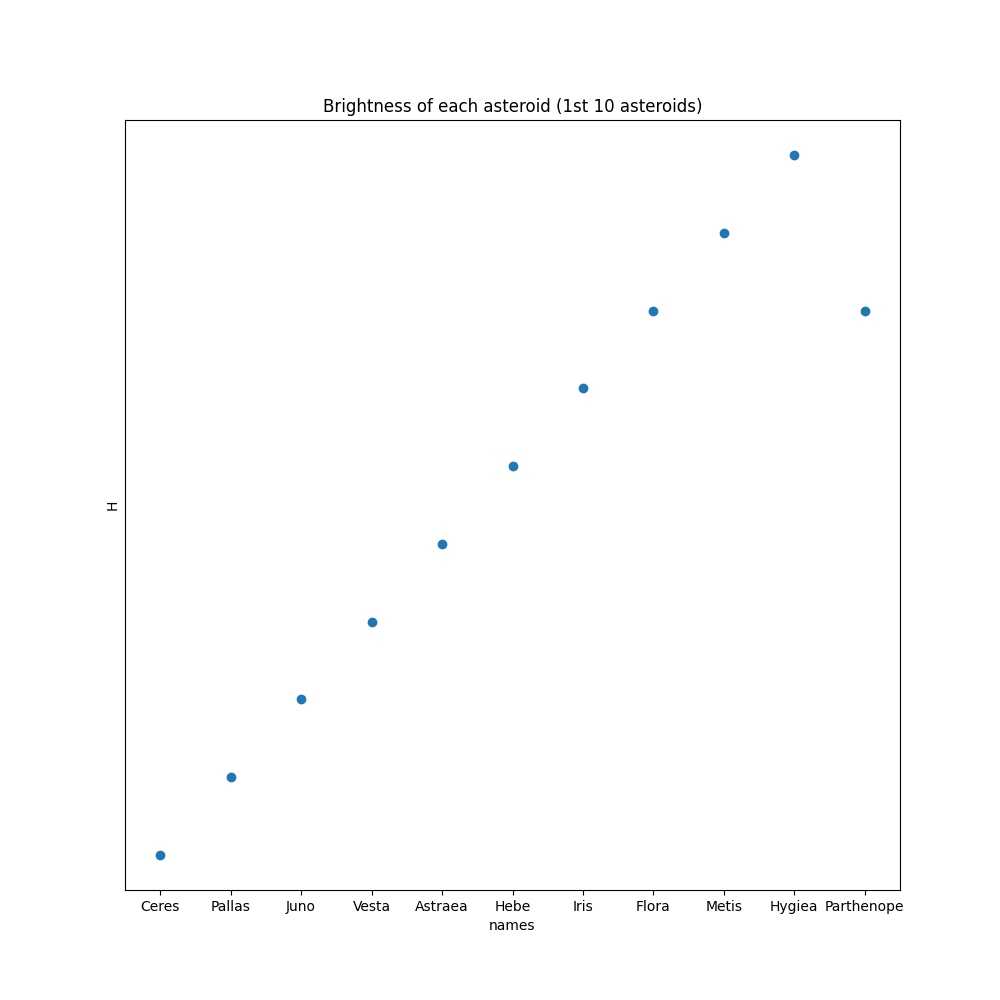 Brightness of each asteroid (1st 10 asteroids)
H
Ceres Pallas Juno Vesta Astraea Hebe Iris Flora Metis Hygiea Parthenope
names